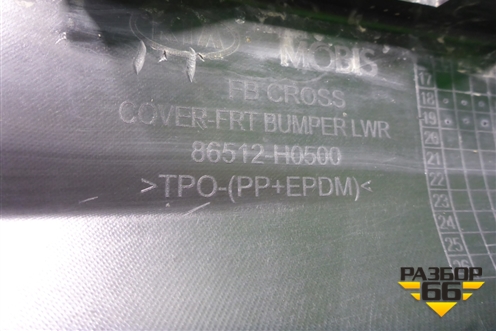 KIA MOBIS
FB CROSS
COVER-FRT BUMPER LWR
86512-H0500
>TPO-(PP+EPDM)<
17
18
19
20
21
22
23
24
25
26
РАЗБОР
66